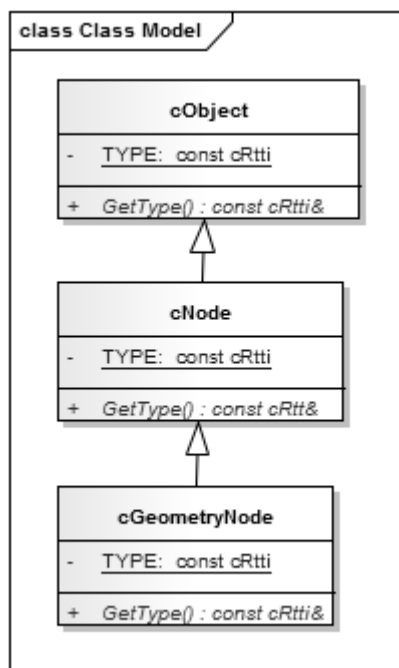 class Class Model
cObject
- TYPE: const cRtti
+ GetType() : const cRtti&
cNode
- TYPE: const cRtti
+ GetType() : const cRtt&
cGeometryNode
- TYPE: const cRtti
+ GetType() : const cRtti&